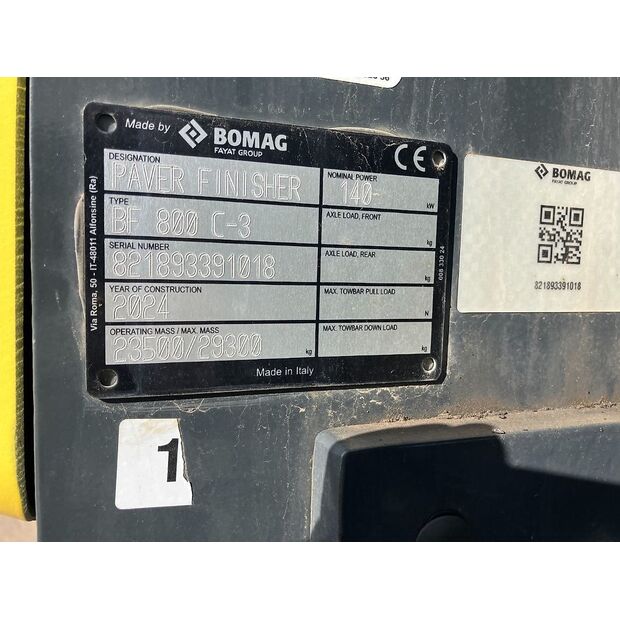 Made by BOMAG
FAYAT GROUP
CE
DESIGNATION
PAVER FINISHER
NOMINAL POWER
140- kW
TYPE
BF 800 C-3
AXLE LOAD, FRONT
kg
SERIAL NUMBER
821893391018
AXLE LOAD, REAR
kg
YEAR OF CONSTRUCTION
2024
MAX. TOWBAR PULL LOAD
N
OPERATING MASS / MAX. MASS
23500/29300 kg
MAX. TOWBAR DOWN LOAD
kg
Made in Italy
Via Roma, 50 - IT-48011 Alfonsine (Ra)
008 330 24
BOMAG
FAYAT GROUP
821893391018
1